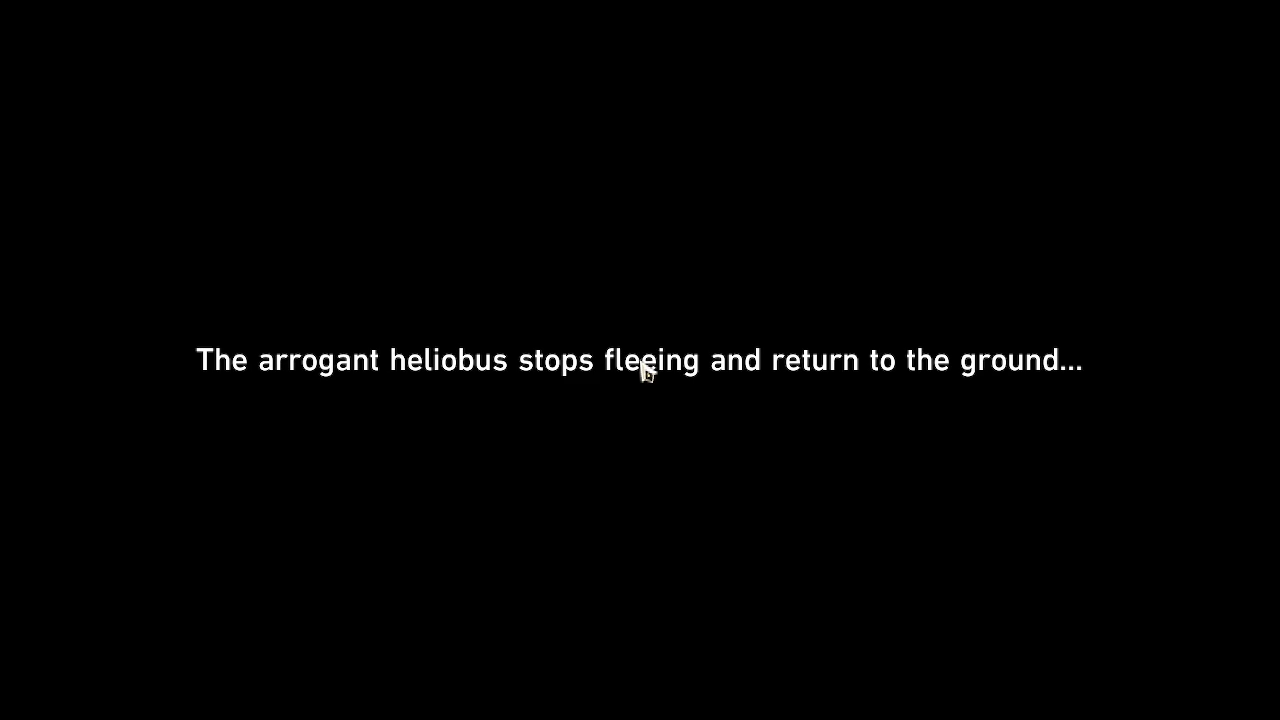 The arrogant heliobus stops fleeing and return to the ground...